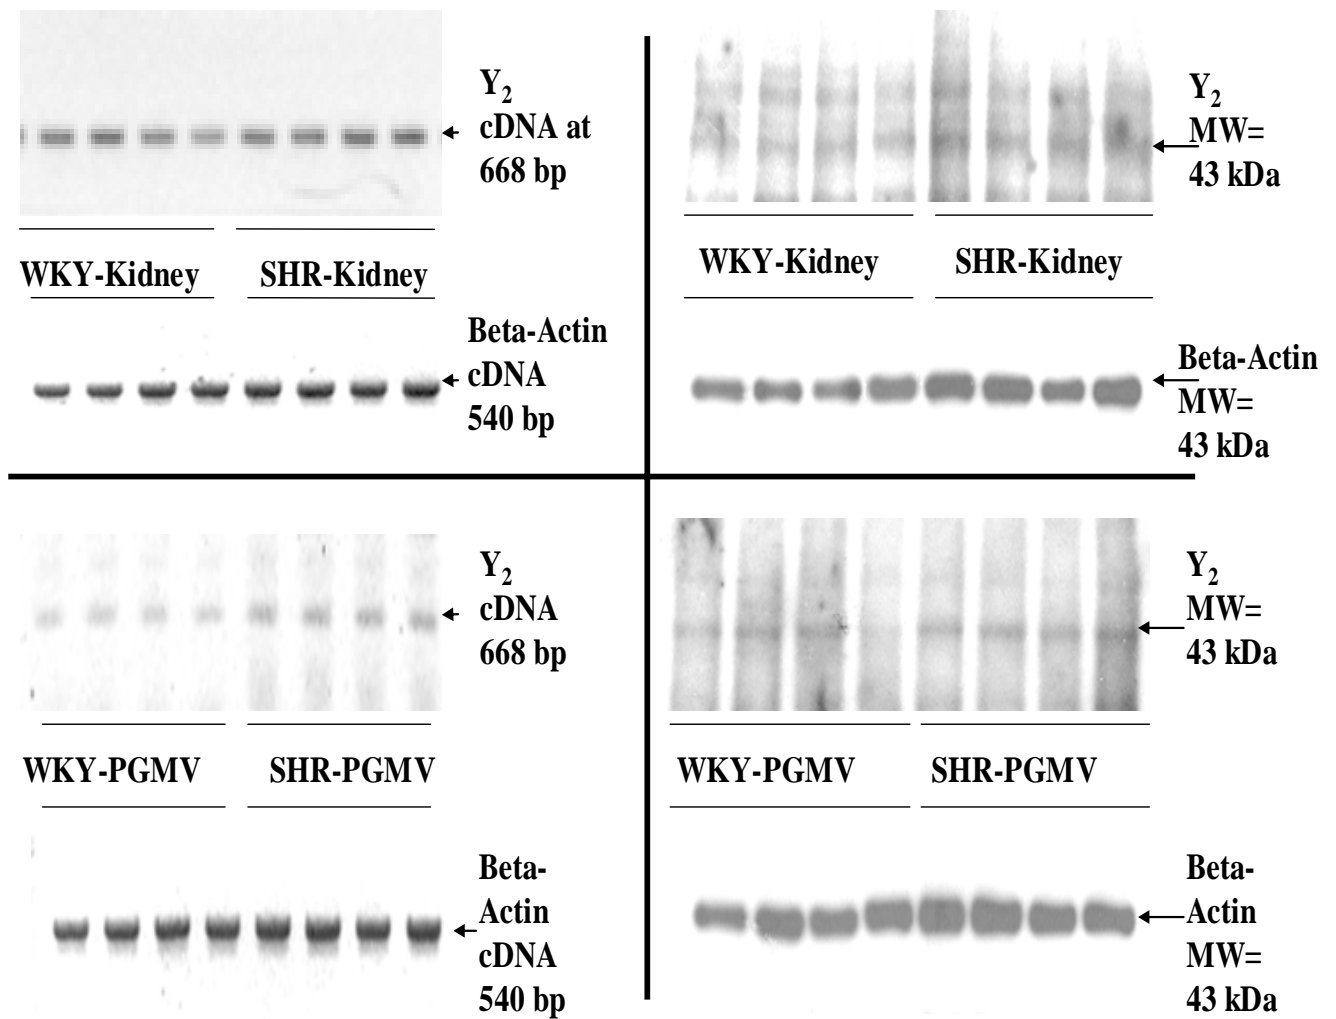 Y2
cDNA at
668 bp
WKY-Kidney
SHR-Kidney
Beta-Actin
cDNA
540 bp
Y2
MW=
43 kDa
WKY-Kidney
SHR-Kidney
Beta-Actin
MW=
43 kDa
Y2
cDNA
668 bp
WKY-PGMV
SHR-PGMV
Beta-
Actin
cDNA
540 bp
Y2
MW=
43 kDa
WKY-PGMV
SHR-PGMV
Beta-
Actin
MW=
43 kDa